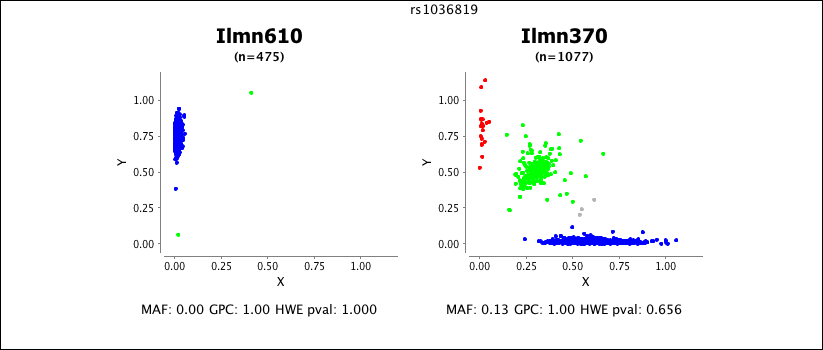 rs1036819
Ilmn610
(n=475)
1.00
0.75
0.50
0.25
0.00
Y
0.00 0.25 0.50 0.75 1.00
X
MAF: 0.00 GPC: 1.00 HWE pval: 1.000
Ilmn370
(n=1077)
1.00
0.75
0.50
0.25
0.00
Y
0.00 0.25 0.50 0.75 1.00
X
MAF: 0.13 GPC: 1.00 HWE pval: 0.656